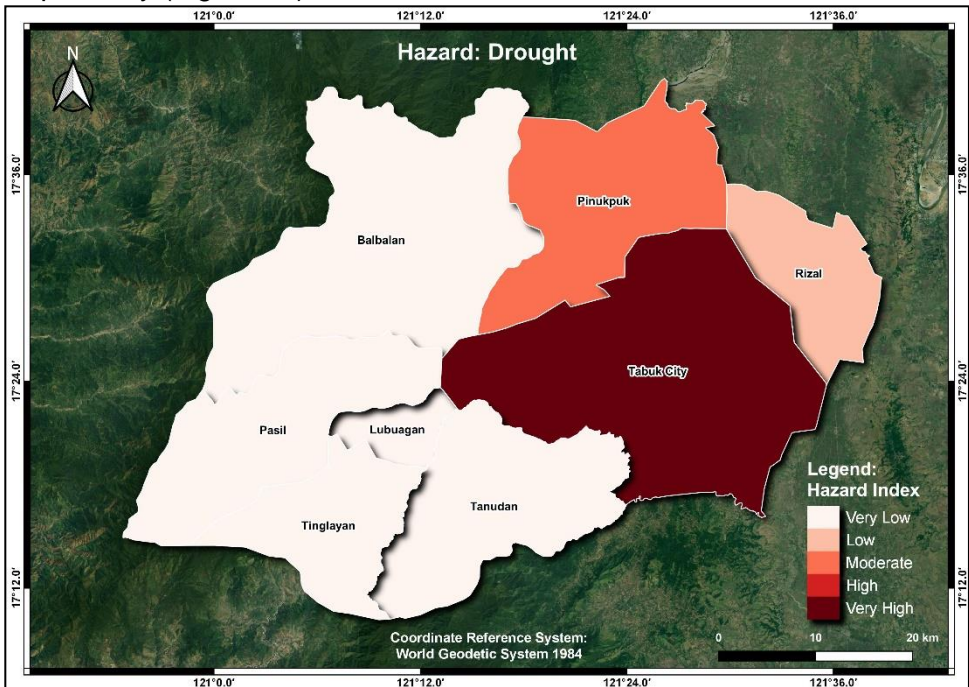 121°0.0'
121°12.0'
121°24.0'
121°36.0'
Hazard: Drought
N
17°36.0'
17°36.0'
Pinukpuk
Balbalan
Rizal
17°24.0'
17°24.0'
Tabuk City
Pasil
Lubuagan
Legend:
Hazard Index
Tanudan
Very Low
Tinglayan
Low
Moderate
High
17°12.0'
17°12.0'
Very High
Coordinate Reference System:
World Geodetic System 1984
0
10
20 km
121°0.0'
121°12.0'
121°24.0'
121°36.0'